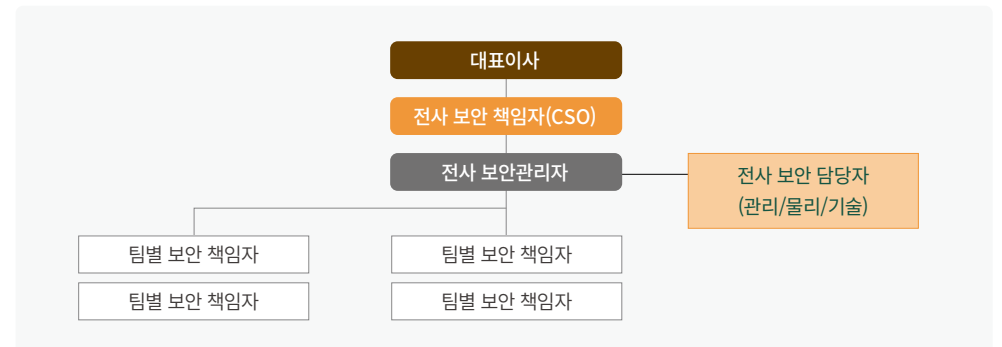 대표이사
전사 보안 책임자(CSO)
전사 보안관리자
전사 보안 담당자
(관리/물리/기술)
팀별 보안 책임자
팀별 보안 책임자
팀별 보안 책임자
팀별 보안 책임자